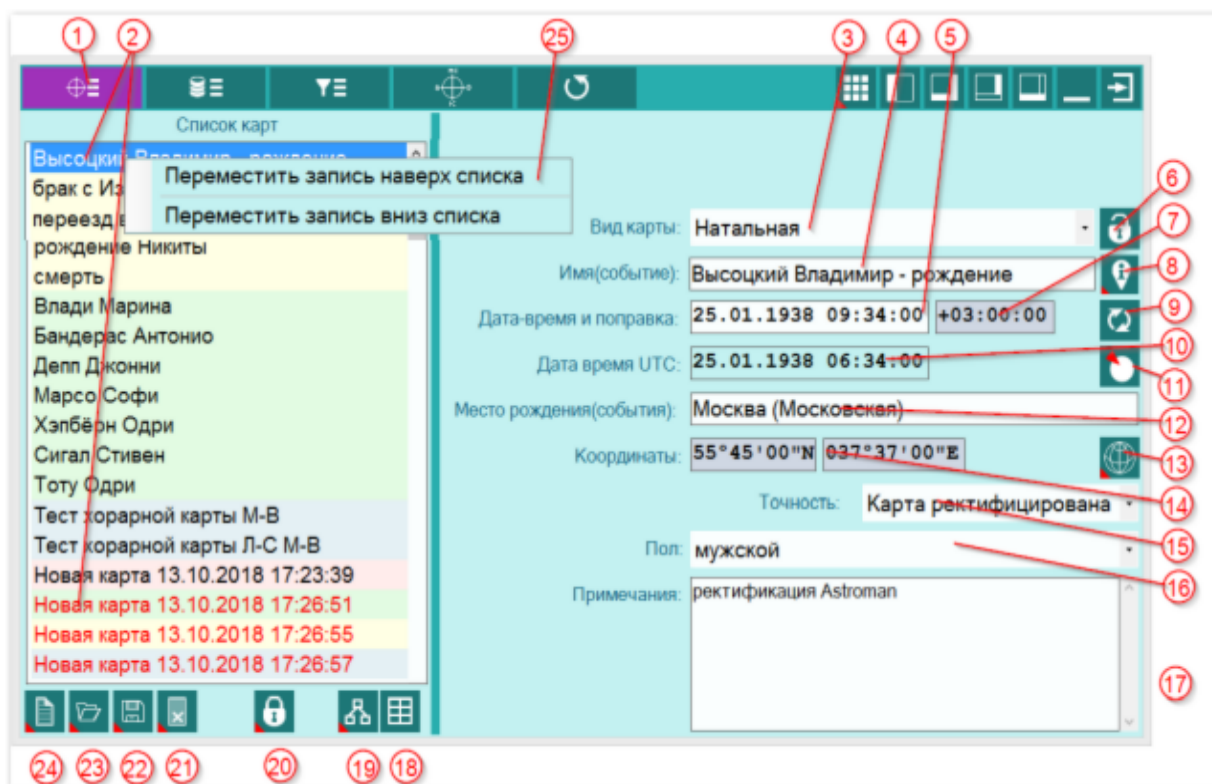 1
2
25
3
4
5
Список карт
Высоцкий Владимир - рождение
Переместить запись наверх списка
Переместить запись вниз списка
брак с Из
переезд в
рождение Никиты
смерть
Влади Марина
Бандерас Антонио
Депп Джонни
Марсо Софи
Хэпбёрн Одри
Сигал Стивен
Тоту Одри
Тест хорарной карты М-В
Тест хорарной карты Л-С М-В
Новая карта 13.10.2018 17:23:39
Новая карта 13.10.2018 17:26:51
Новая карта 13.10.2018 17:26:55
Новая карта 13.10.2018 17:26:57
Вид карты: Натальная
6
7
Имя(событие): Высоцкий Владимир - рождение
8
Дата-время и поправка: 25.01.1938 09:34:00 +03:00:00
9
Дата время UTC: 25.01.1938 06:34:00
10
11
Место рождения(события): Москва (Московская)
12
Координаты: 55°45'00"N 037°37'00"E
13
14
Точность: Карта ректифицирована
15
Пол: мужской
16
Примечания: ректификация Astroman
17
24
23
22
21
20
19
18